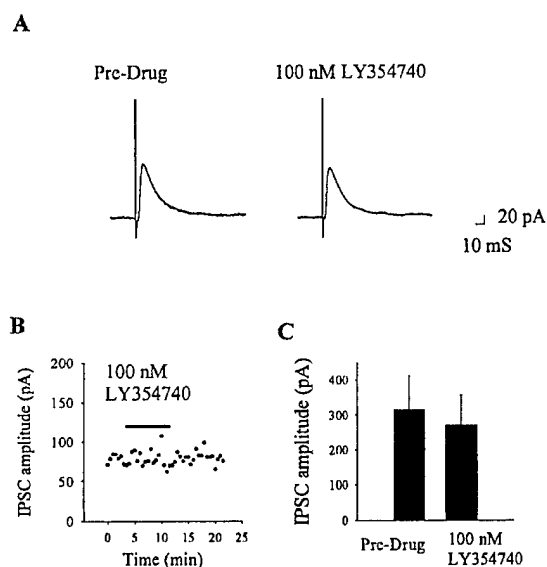 A
Pre-Drug
100 nM LY354740
20 pA
10 mS
B
IPSC amplitude (pA)
200
150
100
50
0
100 nM
LY354740
0 5 10 15 20 25
Time (min)
C
IPSC amplitude (pA)
400
300
200
100
0
Pre-Drug
100 nM
LY354740